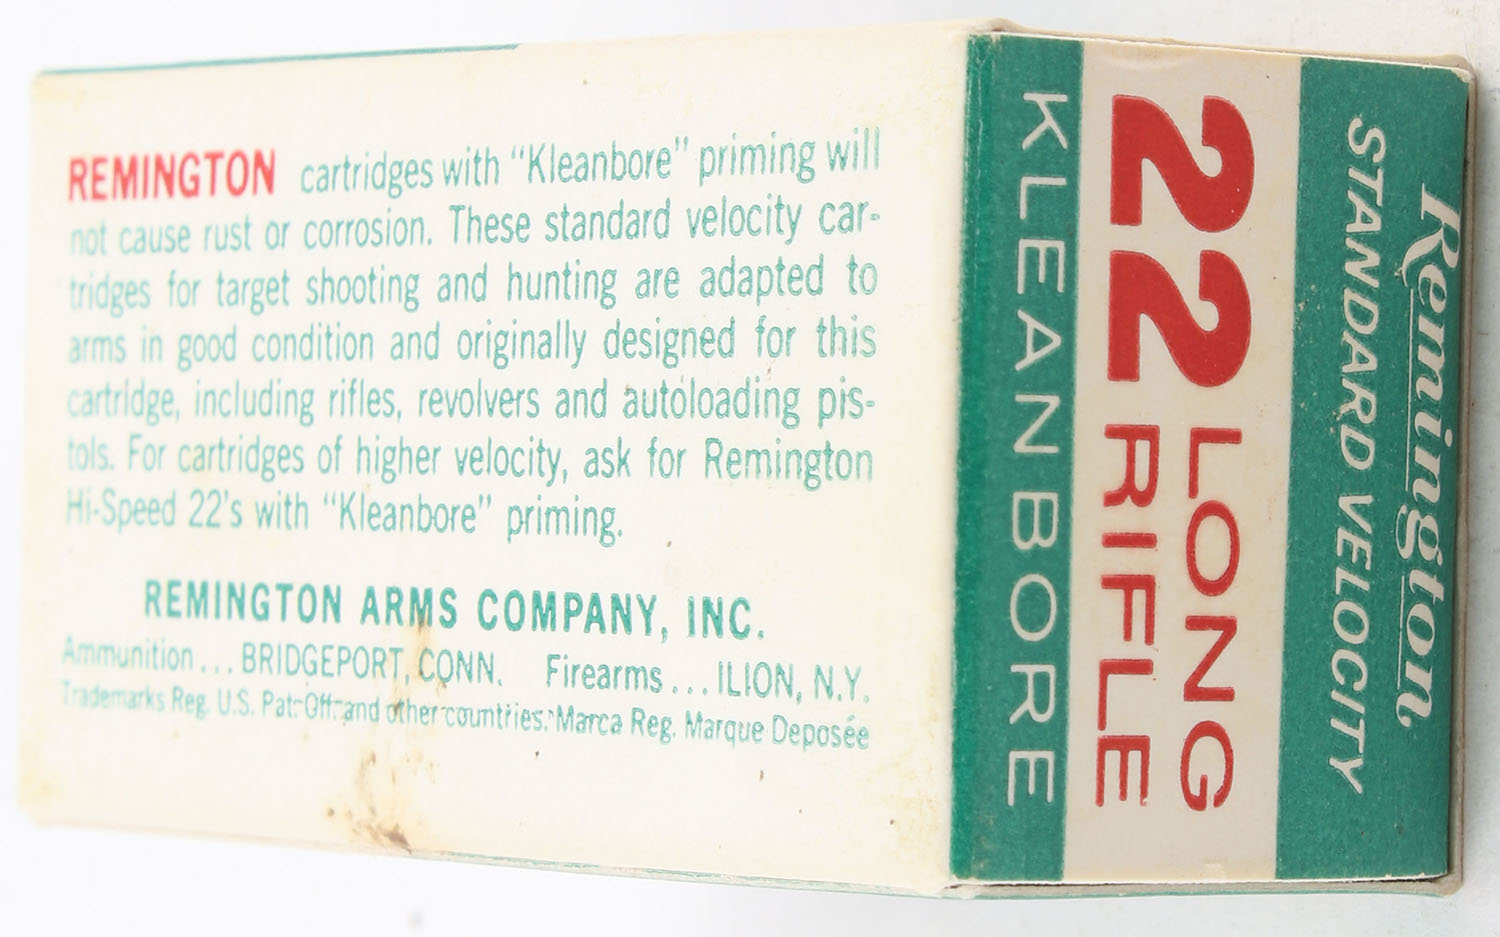 REMINGTON cartridges with “Kleanbore” priming will
not cause rust or corrosion. These standard velocity car-
tridges for target shooting and hunting are adapted to
arms in good condition and originally designed for this
cartridge, including rifles, revolvers and autoloading pis-
tols. For cartridges of higher velocity, ask for Remington
Hi-Speed 22's with “Kleanbore” priming.
REMINGTON ARMS COMPANY, INC.
Ammunition... BRIDGEPORT, CONN. Firearms... ILION, N.Y.
Trademarks Reg. U.S. Pat. Off. and other countries. Marca Reg. Marque Deposée
Remington
STANDARD VELOCITY
22 LONG
RIFLE
KLEANBORE